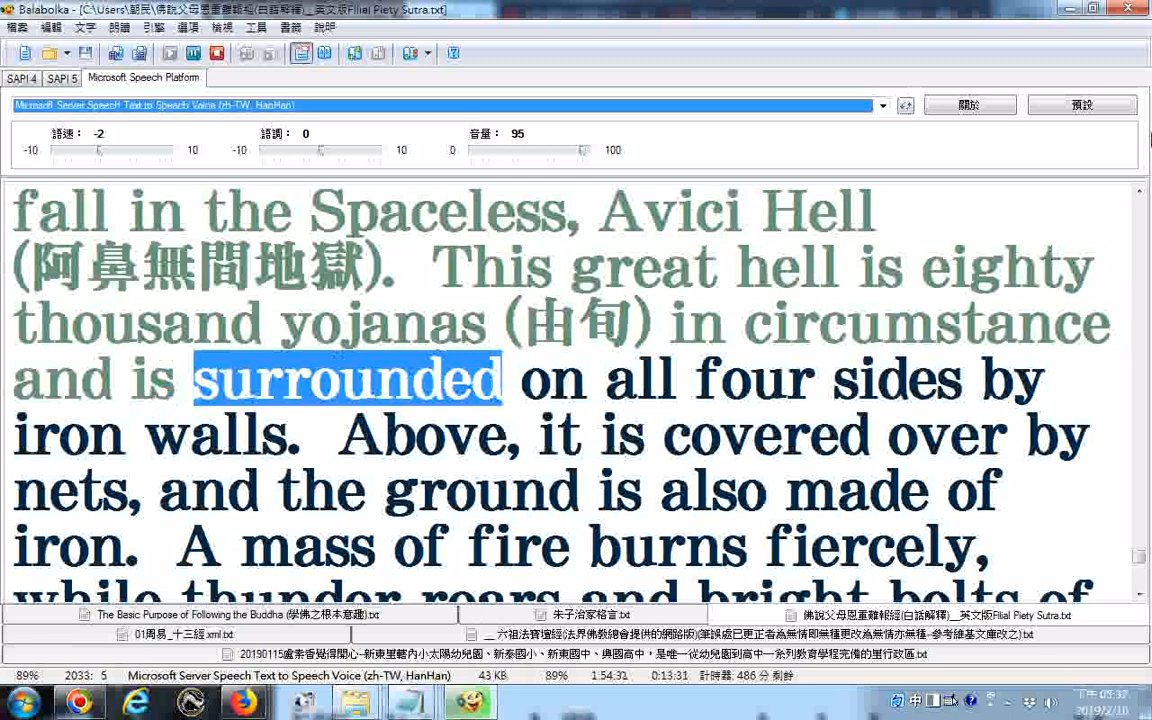 Balabolka - [C:\Users\朝民\佛說父母恩重難報經(白話解釋)__英文版Filial Piety Sutra.txt]
檔案 編輯 文字 朗讀 引擎 選項 檢視 工具 書籤 說明
SAPI 4 SAPI 5 Microsoft Speech Platform
Microsoft Server Speech Text to Speech Voice (zh-TW, HanHan)
關於 預設
語速： -2 語調： 0 音量： 95
-10 10 -10 10 0 100
fall in the Spaceless, Avici Hell
(阿鼻無間地獄).  This great hell is eighty
thousand yojanas (由旬) in circumstance
and is surrounded on all four sides by
iron walls.  Above, it is covered over by
nets, and the ground is also made of
iron.  A mass of fire burns fiercely,
while thunder roars and bright bolts of
The Basic Purpose of Following the Buddha (學佛之根本意趣).txt 朱子治家格言.txt 佛說父母恩重難報經(白話解釋)__英文版Filial Piety Sutra.txt
01周易_十三經.xml.txt __六祖法寶壇經(法界佛教總會提供的網路版)(筆誤處已更正者為無情即無種更改為無情亦無種-參考維基文庫改之).txt
20190115盧素香覺得開心-新東里轄內小太陽幼兒園、新泰國小、新東國中、興國高中，是唯一從幼兒園到高中一系列教育學程完備的里行政區.txt
89% 2033: 5 Microsoft Server Speech Text to Speech Voice (zh-TW, HanHan) 43 KB 89% 1:54:31 0:13:31 計時器: 486 分 剩餘
中
下午 05:37
2019/2/10